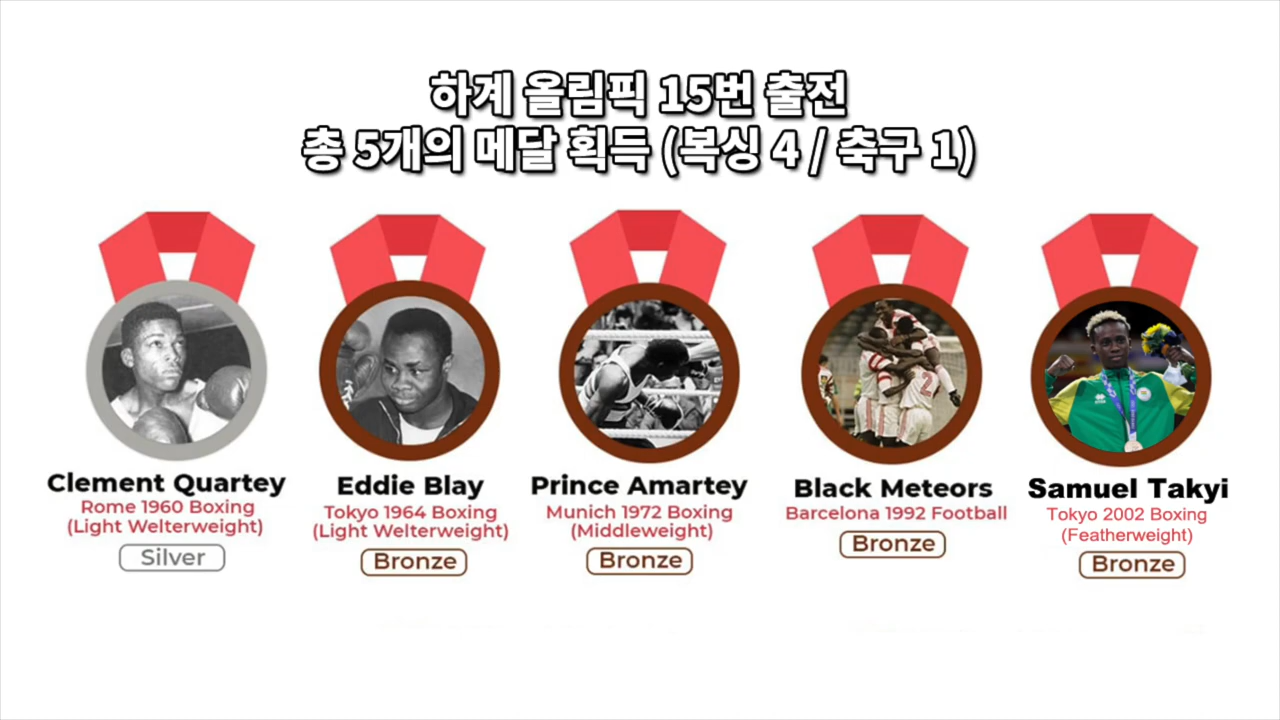 하계 올림픽 15번 출전
총 5개의 메달 획득 (복싱 4 / 축구 1)
Clement Quartey
Rome 1960 Boxing
(Light Welterweight)
Silver
Eddie Blay
Tokyo 1964 Boxing
(Light Welterweight)
Bronze
Prince Amartey
Munich 1972 Boxing
(Middleweight)
Bronze
Black Meteors
Barcelona 1992 Football
Bronze
Samuel Takyi
Tokyo 2002 Boxing
(Featherweight)
Bronze